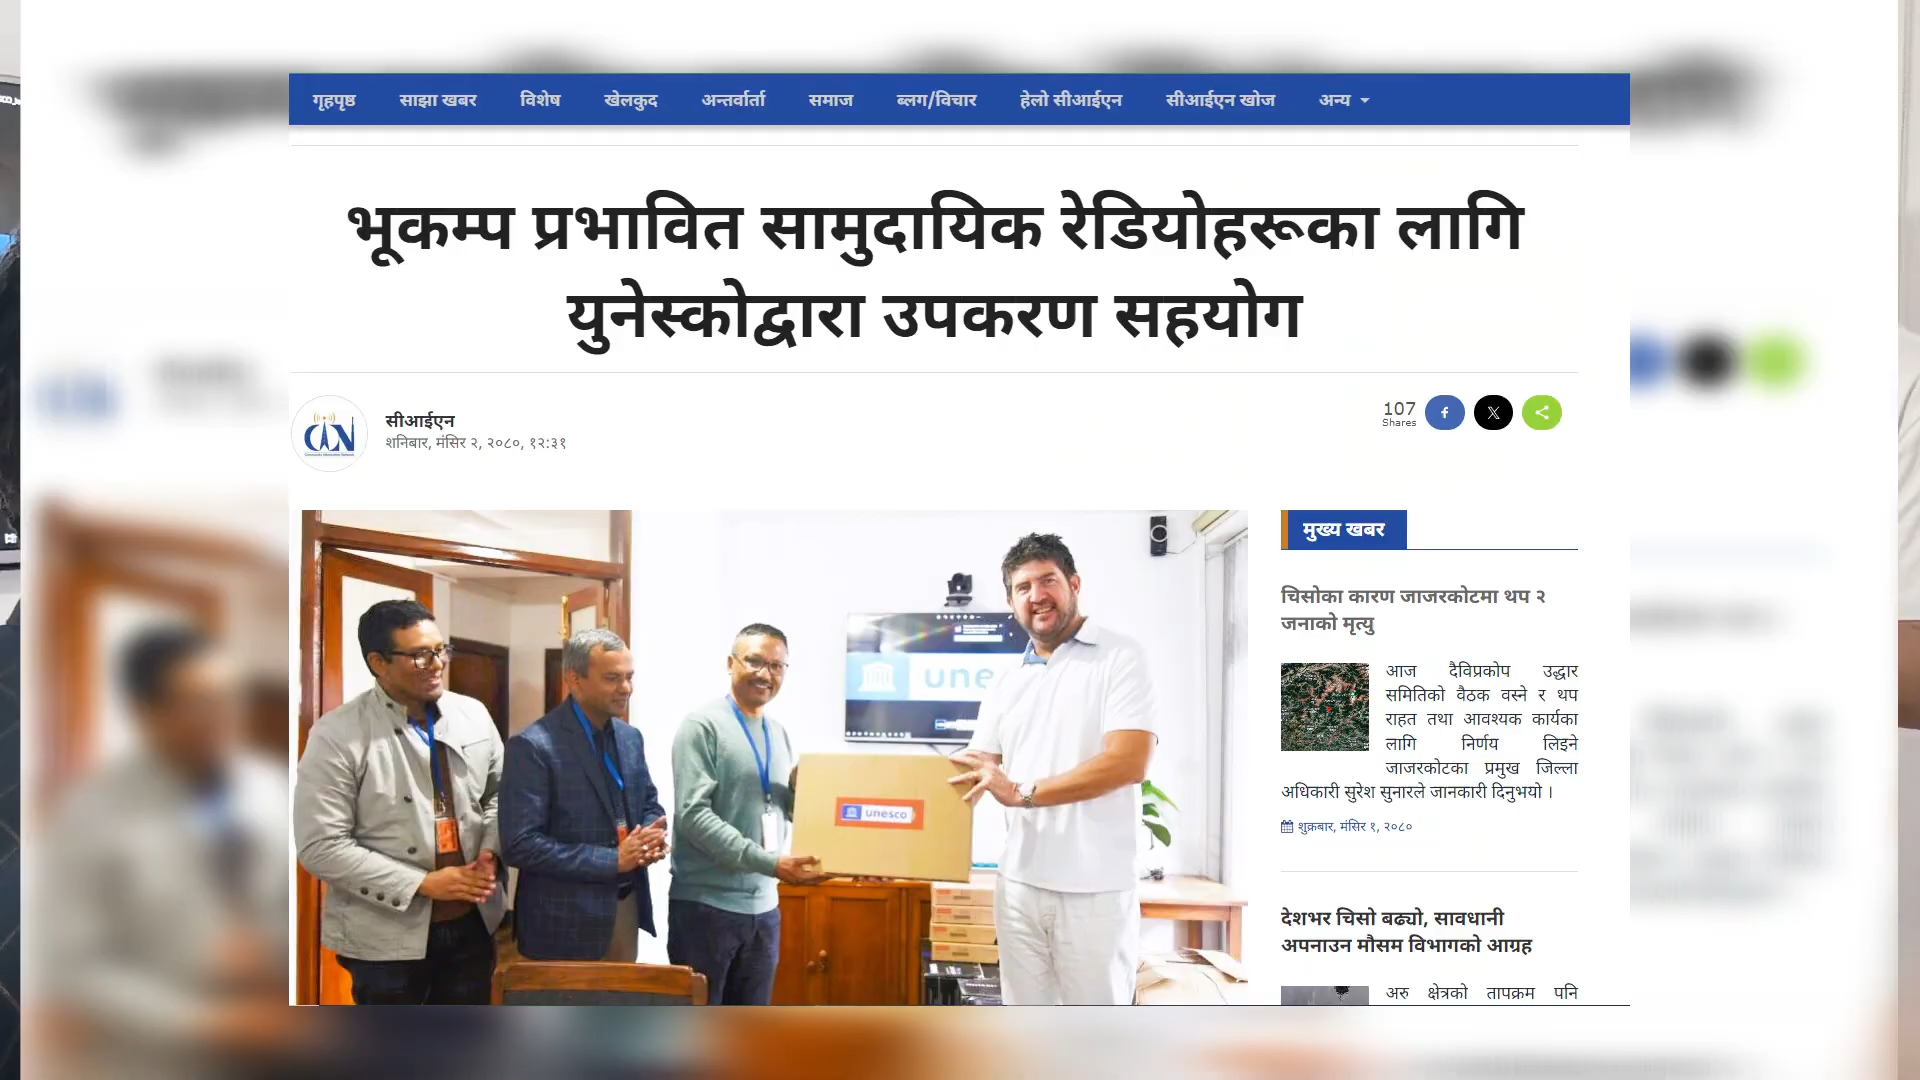 गृहपृष्ठ साझा खबर विशेष खेलकुद अन्तर्वार्ता समाज ब्लग/विचार हेलो सीआईएन सीआईएन खोज अन्य
भूकम्प प्रभावित सामुदायिक रेडियोहरूका लागि
युनेस्कोद्वारा उपकरण सहयोग
CIN
सीआईएन
शनिबार, मंसिर २, २०८०, १२:३१
107
Shares
unesco
मुख्य खबर
चिसोका कारण जाजरकोटमा थप २
जनाको मृत्यु
आज दैविप्रकोप उद्धार
समितिको वैठक वस्ने र थप
राहत तथा आवश्यक कार्यका
लागि निर्णय लिइने
जाजरकोटका प्रमुख जिल्ला
अधिकारी सुरेश सुनारले जानकारी दिनुभयो ।
शुक्रबार, मंसिर १, २०८०
देशभर चिसो बढ्यो, सावधानी
अपनाउन मौसम विभागको आग्रह
अरु क्षेत्रको तापक्रम पनि